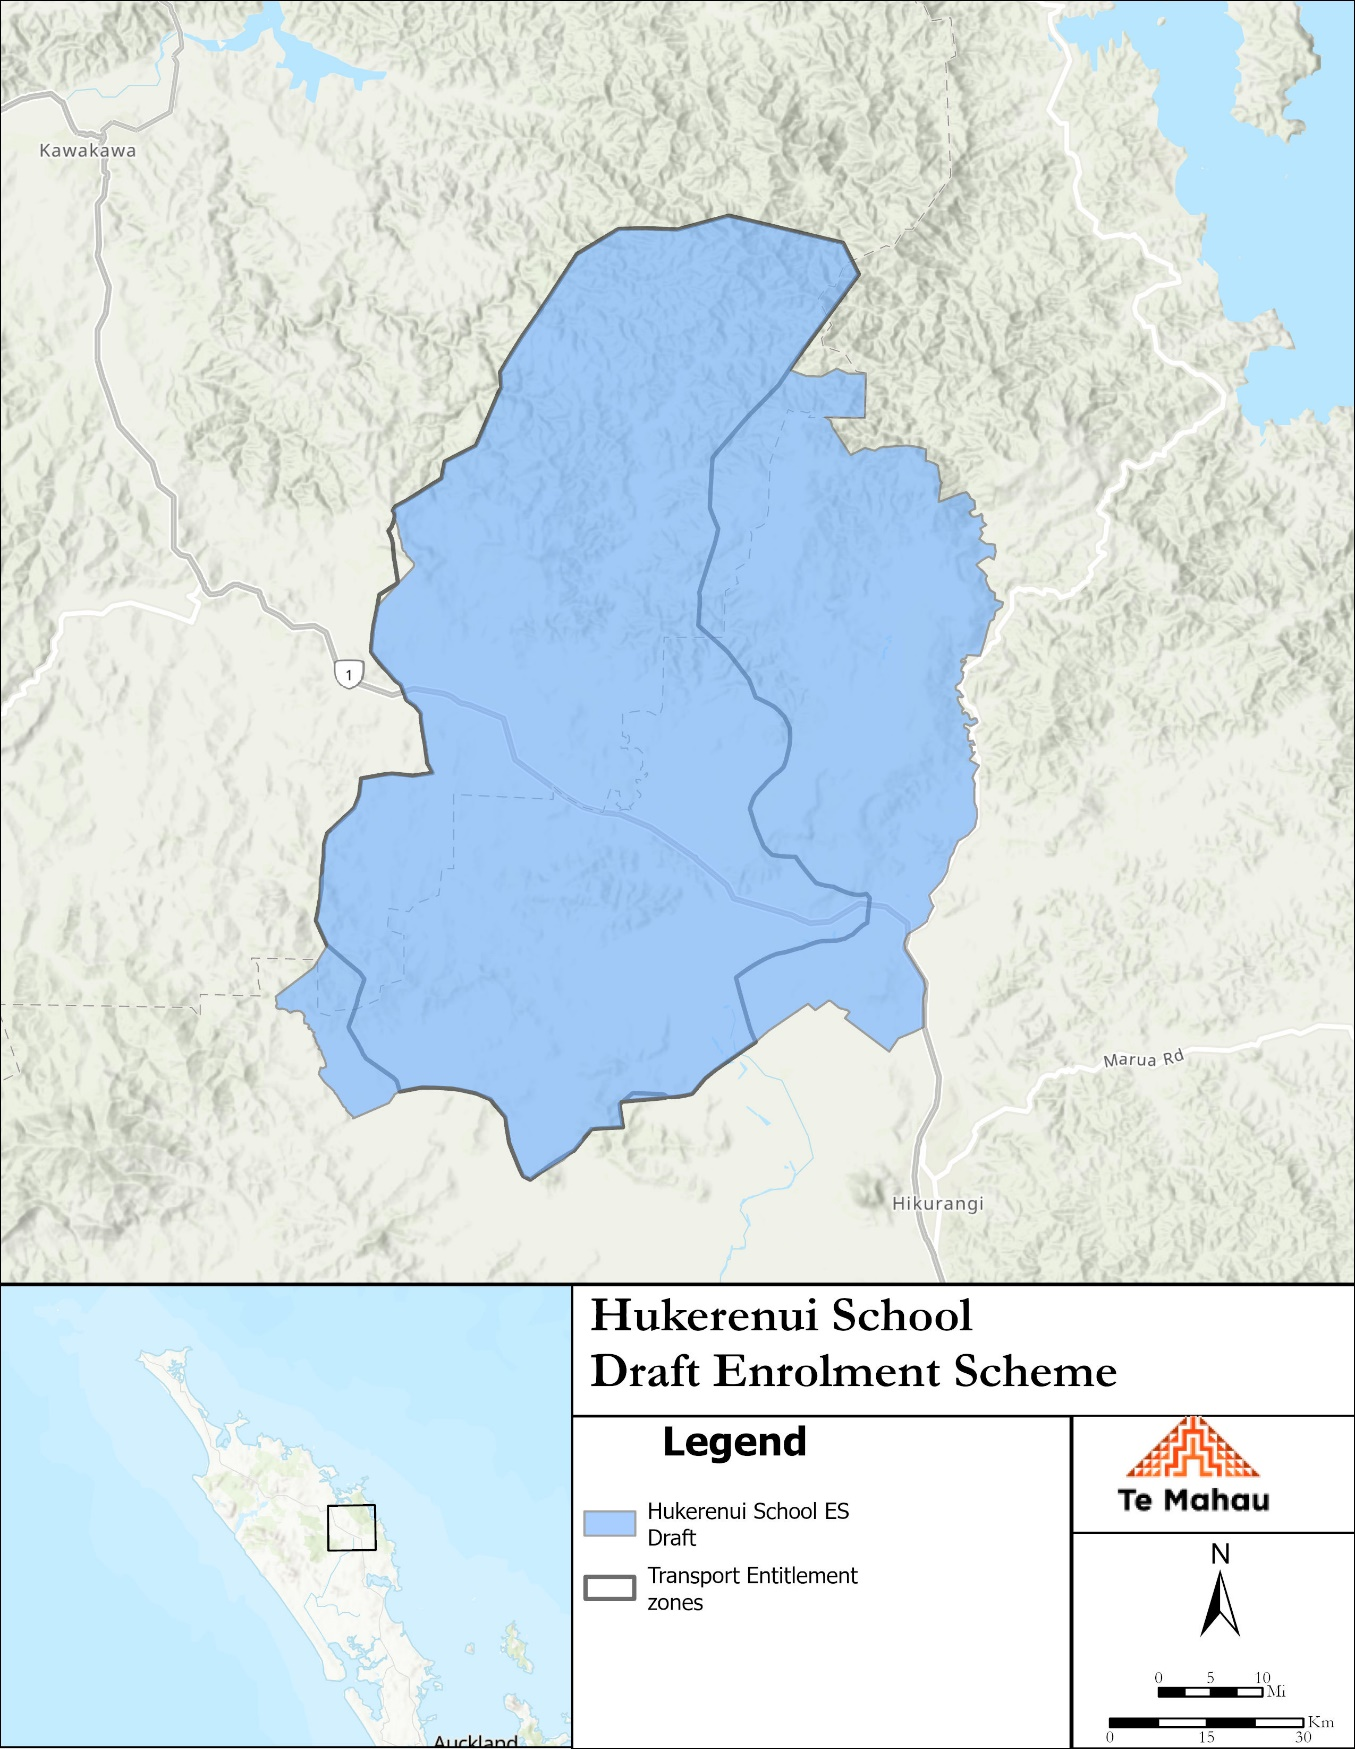 Kawakawa
1
Marua Rd
Hikurangi
Auckland
Hukerenui School
Draft Enrolment Scheme
Legend
Hukerenui School ES
Draft
Transport Entitlement
zones
Te Mahau
N
0 5 10
Mi
Km
0 15 30